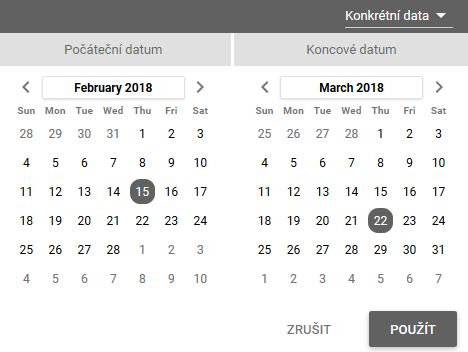 Konkrétní data
Počáteční datum Koncové datum
February 2018 March 2018
Sun Mon Tue Wed Thu Fri Sat Sun Mon Tue Wed Thu Fri Sat
28 29 30 31 1 2 3 25 26 27 28 1 2 3
4 5 6 7 8 9 10 4 5 6 7 8 9 10
11 12 13 14 15 16 17 11 12 13 14 15 16 17
18 19 20 21 22 23 24 18 19 20 21 22 23 24
25 26 27 28 1 2 3 25 26 27 28 29 30 31
4 5 6 7 8 9 10 1 2 3 4 5 6 7
ZRUŠIT POUŽÍT